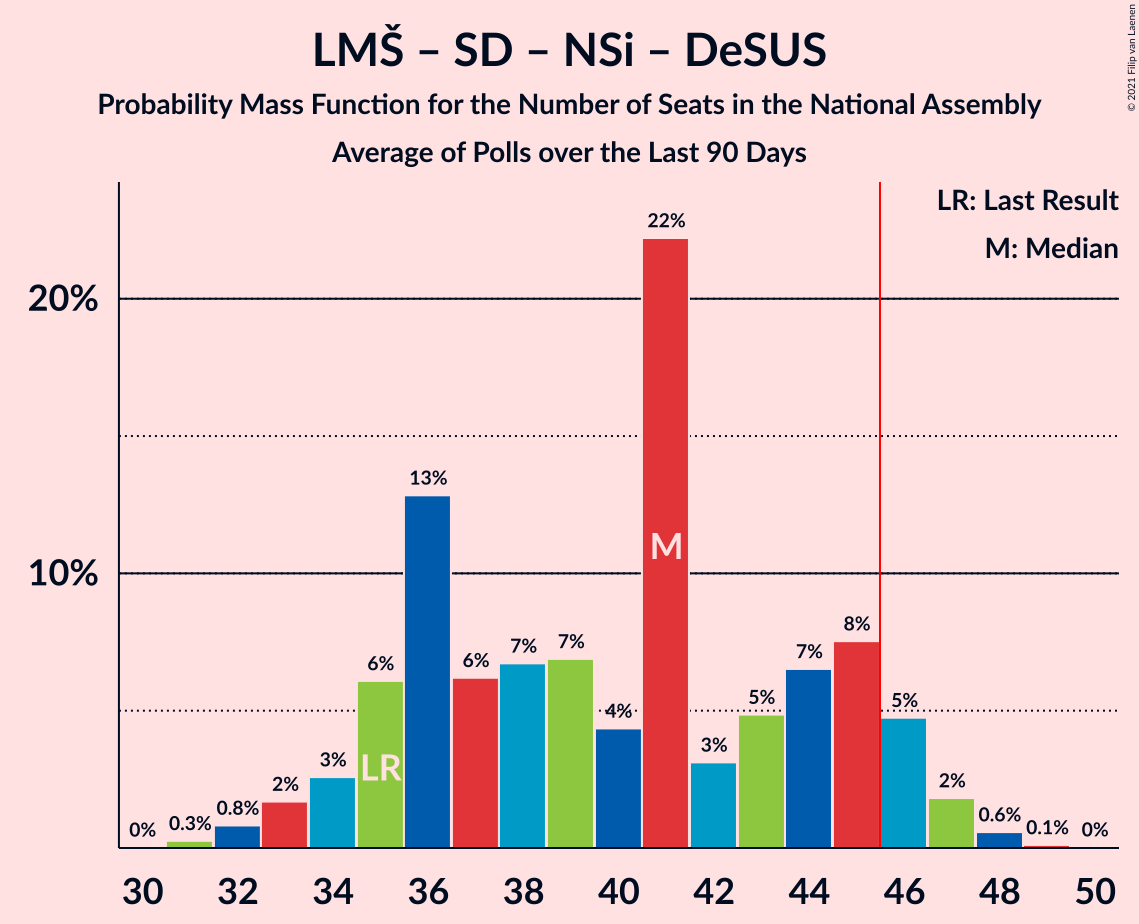 LMŠ – SD – NSi – DeSUS
Probability Mass Function for the Number of Seats in the National Assembly
Average of Polls over the Last 90 Days
© 2021 Filip van Laenen
LR: Last Result
M: Median
20%
10%
0%
0.3%
0.8%
2%
3%
6%
13%
6%
7%
7%
4%
22%
3%
5%
7%
8%
5%
2%
0.6%
0.1%
0%
LR
M
30 32 34 36 38 40 42 44 46 48 50